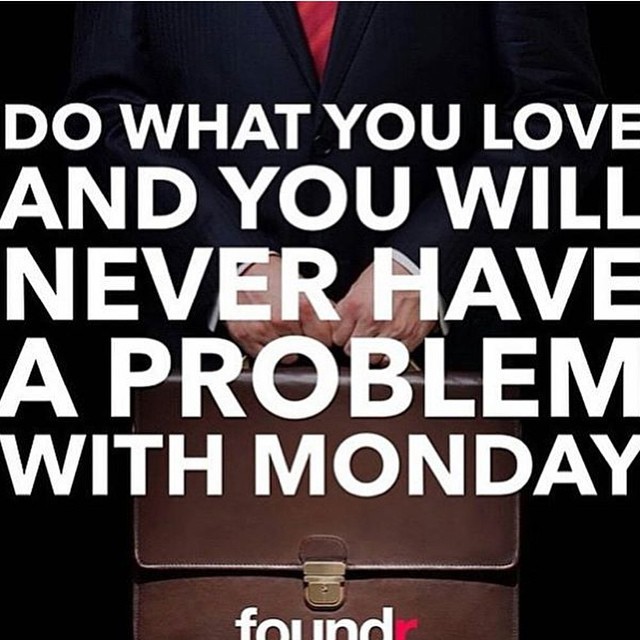 DO WHAT YOU LOVE
AND YOU WILL
NEVER HAVE
A PROBLEM
WITH MONDAY
foundr